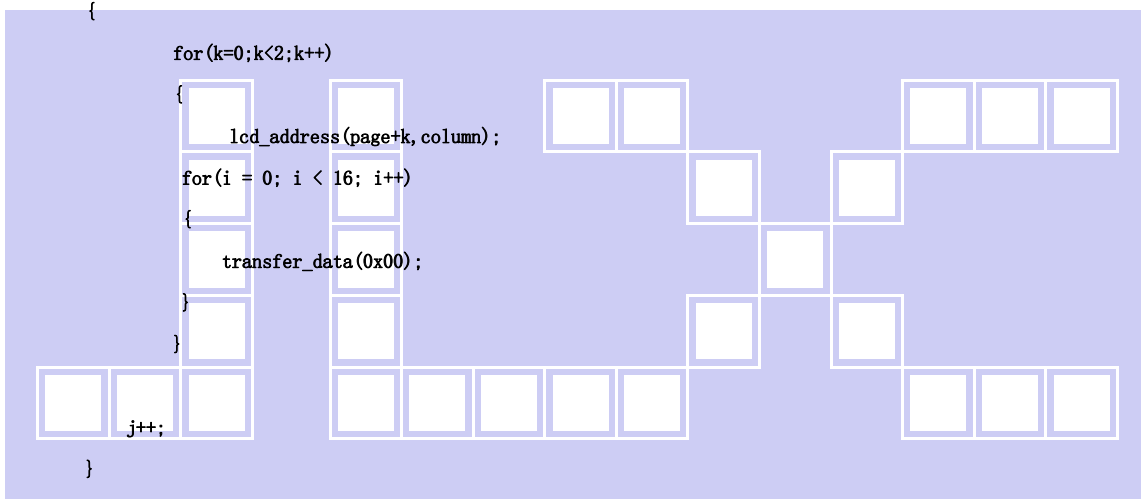 {
for(k=0;k<2;k++)
{
lcd_address(page+k,column);
for(i = 0; i < 16; i++)
{
transfer_data(0x00);
}
}
j++;
}